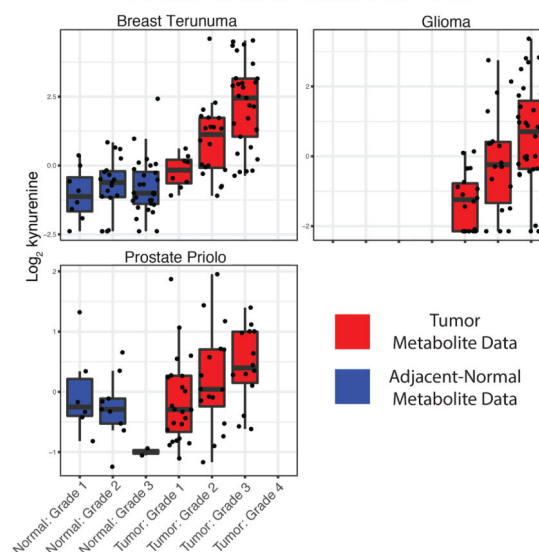 Breast Terunuma
Glioma
2.5
0.0
−2.5
2
0
−2
Log2 kynurenine
Prostate Priolo
2
1
0
−1
Tumor
Metabolite Data
Adjacent-Normal
Metabolite Data
Normal: Grade 1
Normal: Grade 2
Normal: Grade 3
Tumor: Grade 1
Tumor: Grade 2
Tumor: Grade 3
Tumor: Grade 4